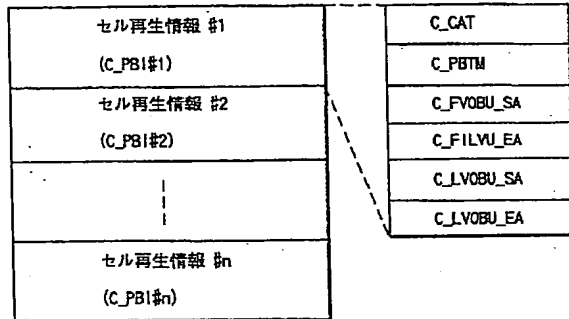 セル再生情報 #1
(C_PBI#1)
セル再生情報 #2
(C_PBI#2)
セル再生情報 #n
(C_PBI#n)
C_CAT
C_PBTM
C_FVOBU_SA
C_FILVU_EA
C_LVOBU_SA
C_LVOBU_EA